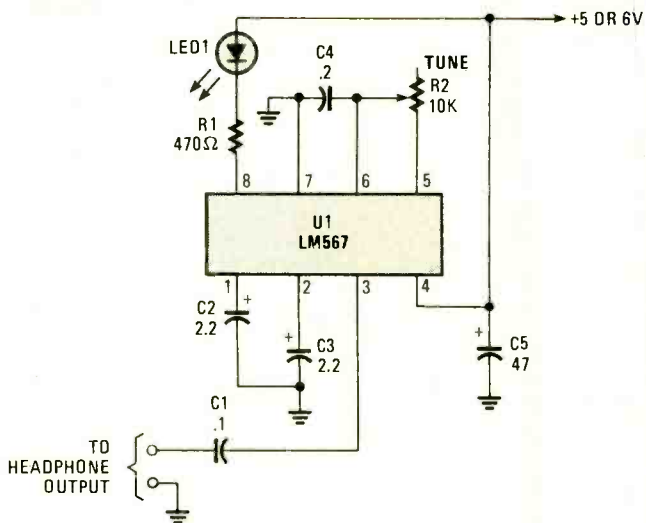 +5 OR 6V
LED1
C4
.2
TUNE
R2
10K
R1
470Ω
8
7
6
5
U1
LM567
1
2
3
4
+
C2
2.2
+
C3
2.2
+
C5
47
C1
.1
TO
HEADPHONE
OUTPUT